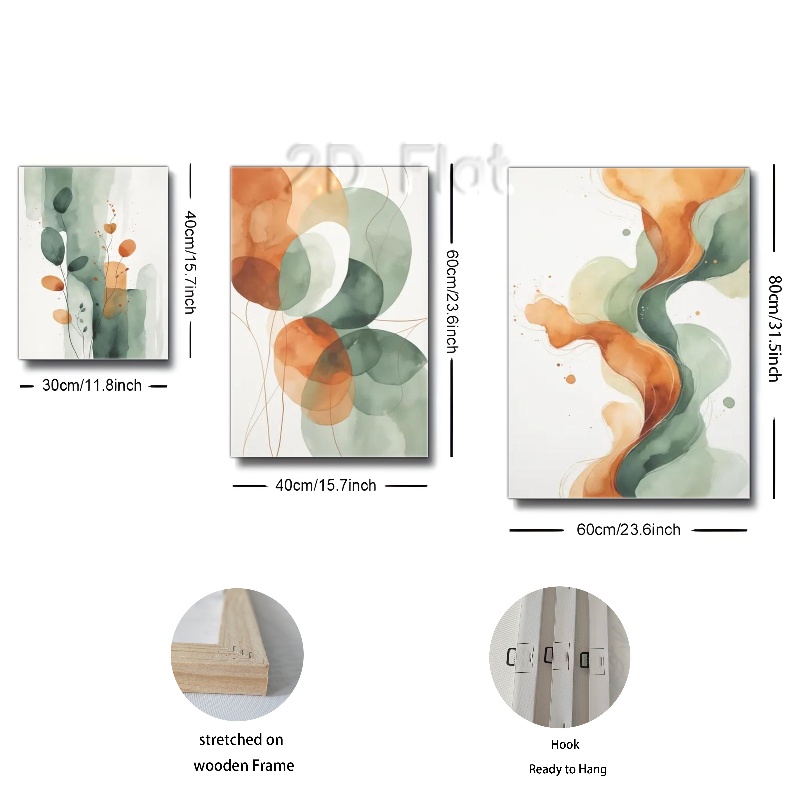 2D Flat
40cm/15.7inch
30cm/11.8inch
60cm/23.6inch
40cm/15.7inch
80cm/31.5inch
60cm/23.6inch
stretched on
wooden Frame
Hook
Ready to Hang